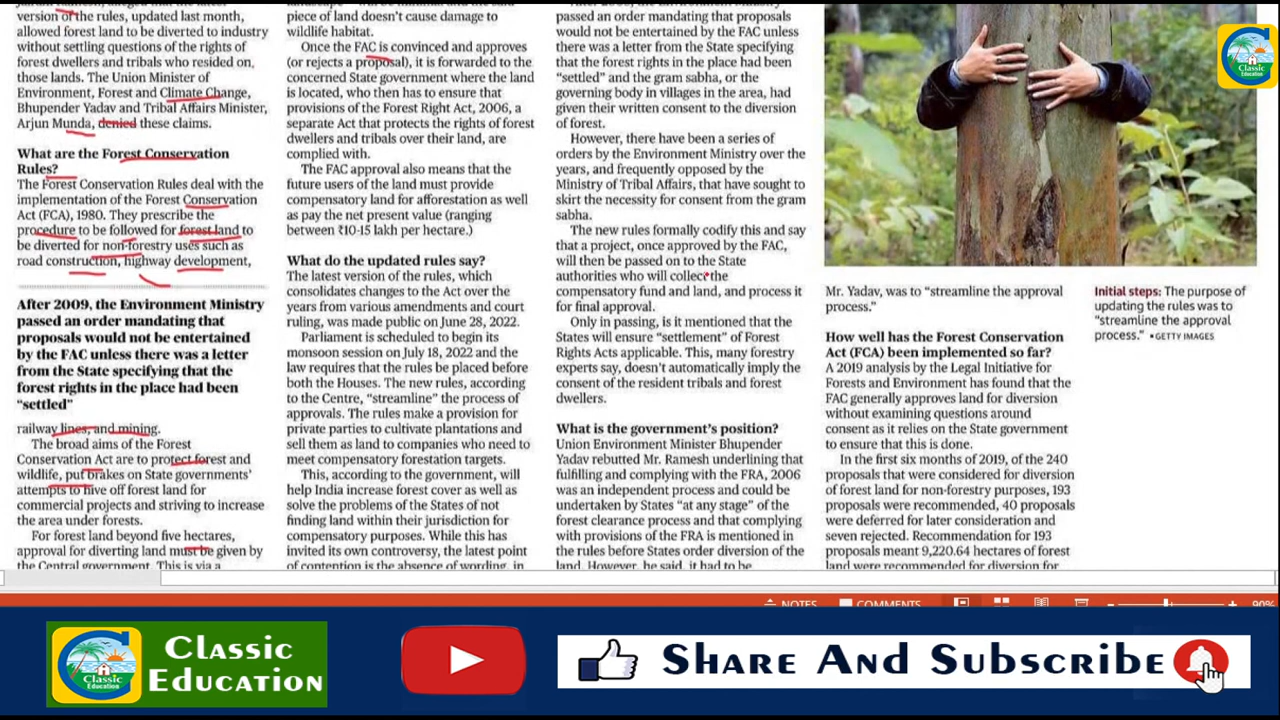 version of the rules, updated last month,
allowed forest land to be diverted to industry
without settling questions of the rights of
forest dwellers and tribals who resided on,
those lands. The Union Minister of
Environment, Forest and Climate Change,
Bhupender Yadav and Tribal Affairs Minister,
Arjun Munda, denied these claims.
What are the Forest Conservation
Rules?
The Forest Conservation Rules deal with the
implementation of the Forest Conservation
Act (FCA), 1980. They prescribe the
procedure to be followed for forest land to
be diverted for non-forestry uses such as
road construction, highway development,
After 2009, the Environment Ministry
passed an order mandating that
proposals would not be entertained
by the FAC unless there was a letter
from the State specifying that the
forest rights in the place had been
“settled”
railway lines, and mining.
The broad aims of the Forest
Conservation Act are to protect forest and
wildlife, put brakes on State governments’
attempts to hive off forest land for
commercial projects and striving to increase
the area under forests.
For forest land beyond five hectares,
approval for diverting land must be given by
the Central government. This is via a
piece of land doesn’t cause damage to
wildlife habitat.
Once the FAC is convinced and approves
(or rejects a proposal), it is forwarded to the
concerned State government where the land
is located, who then has to ensure that
provisions of the Forest Right Act, 2006, a
separate Act that protects the rights of forest
dwellers and tribals over their land, are
complied with.
The FAC approval also means that the
future users of the land must provide
compensatory land for afforestation as well
as pay the net present value (ranging
between ₹10-15 lakh per hectare.)
What do the updated rules say?
The latest version of the rules, which
consolidates changes to the Act over the
years from various amendments and court
ruling, was made public on June 28, 2022.
Parliament is scheduled to begin its
monsoon session on July 18, 2022 and the
law requires that the rules be placed before
both the Houses. The new rules, according
to the Centre, “streamline” the process of
approvals. The rules make a provision for
private parties to cultivate plantations and
sell them as land to companies who need to
meet compensatory forestation targets.
This, according to the government, will
help India increase forest cover as well as
solve the problems of the States of not
finding land within their jurisdiction for
compensatory purposes. While this has
invited its own controversy, the latest point
of contention is the absence of wording, in
passed an order mandating that proposals
would not be entertained by the FAC unless
there was a letter from the State specifying
that the forest rights in the place had been
“settled” and the gram sabha, or the
governing body in villages in the area, had
given their written consent to the diversion
of forest.
However, there have been a series of
orders by the Environment Ministry over the
years, and frequently opposed by the
Ministry of Tribal Affairs, that have sought to
skirt the necessity for consent from the gram
sabha.
The new rules formally codify this and say
that a project, once approved by the FAC,
will then be passed on to the State
authorities who will collect the
compensatory fund and land, and process it
for final approval.
Only in passing, is it mentioned that the
States will ensure “settlement” of Forest
Rights Acts applicable. This, many forestry
experts say, doesn’t automatically imply the
consent of the resident tribals and forest
dwellers.
What is the government’s position?
Union Environment Minister Bhupender
Yadav rebutted Mr. Ramesh underlining that
fulfilling and complying with the FRA, 2006
was an independent process and could be
undertaken by States “at any stage” of the
forest clearance process and that complying
with provisions of the FRA is mentioned in
the rules before States order diversion of the
land. However, he said, it had to be
Mr. Yadav, was to “streamline the approval
process.”
How well has the Forest Conservation
Act (FCA) been implemented so far?
A 2019 analysis by the Legal Initiative for
Forests and Environment has found that the
FAC generally approves land for diversion
without examining questions around
consent as it relies on the State government
to ensure that this is done.
In the first six months of 2019, of the 240
proposals that were considered for diversion
of forest land for non-forestry purposes, 193
proposals were recommended, 40 proposals
were deferred for later consideration and
seven rejected. Recommendation for 193
proposals meant 9,220.64 hectares of forest
land were recommended for diversion for
Initial steps: The purpose of
updating the rules was to
“streamline the approval
process.” • GETTY IMAGES
Classic
Education
NOTES COMMENTS 90%
Classic
Education
Classic
Education
Share And Subscribe